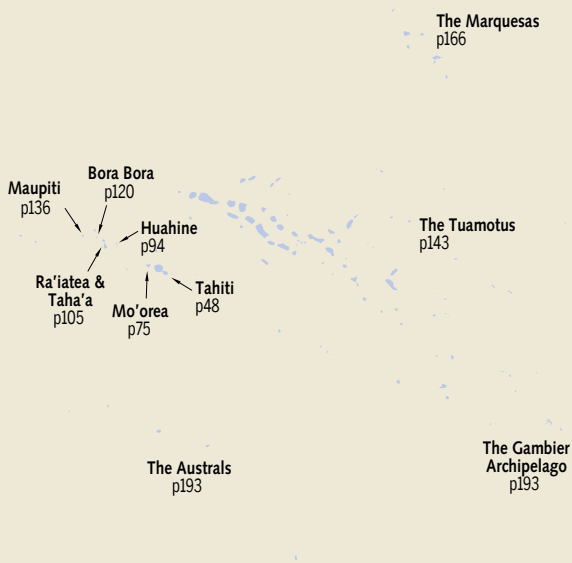 The Marquesas
p166
Bora Bora
p120
Maupiti
p136
Huahine
p94
The Tuamotus
p143
Ra'iatea &
Taha'a
p105
Mo'orea
p75
Tahiti
p48
The Australs
p193
The Gambier
Archipelago
p193